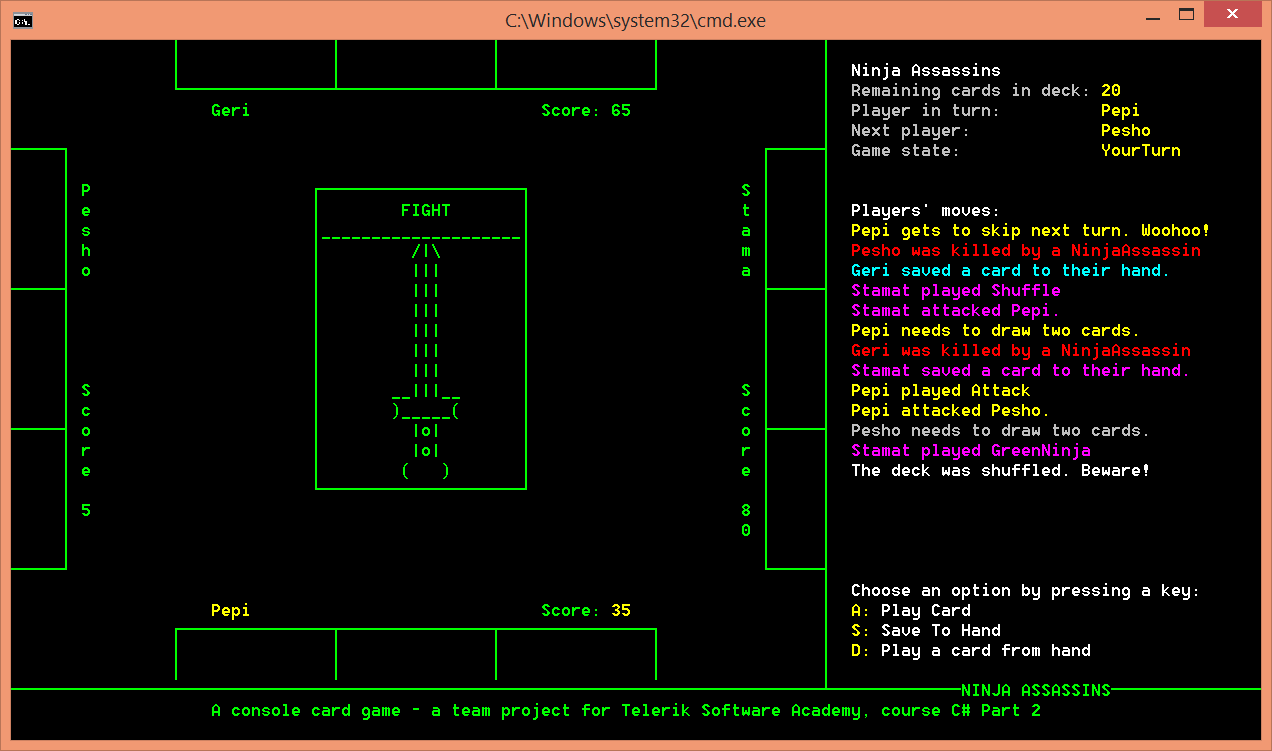 C:\Windows\system32\cmd.exe
Geri Score: 65
Pesho
Score 5
FIGHT
Stama
Score 80
Pepi Score: 35
Ninja Assassins
Remaining cards in deck: 20
Player in turn: Pepi
Next player: Pesho
Game state: YourTurn
Players' moves:
Pepi gets to skip next turn. Woohoo!
Pesho was killed by a NinjaAssassin
Geri saved a card to their hand.
Stamat played Shuffle
Stamat attacked Pepi.
Pepi needs to draw two cards.
Geri was killed by a NinjaAssassin
Stamat saved a card to their hand.
Pepi played Attack
Pepi attacked Pesho.
Pesho needs to draw two cards.
Stamat played GreenNinja
The deck was shuffled. Beware!
Choose an option by pressing a key:
A: Play Card
S: Save To Hand
D: Play a card from hand
NINJA ASSASSINS
A console card game - a team project for Telerik Software Academy, course C# Part 2